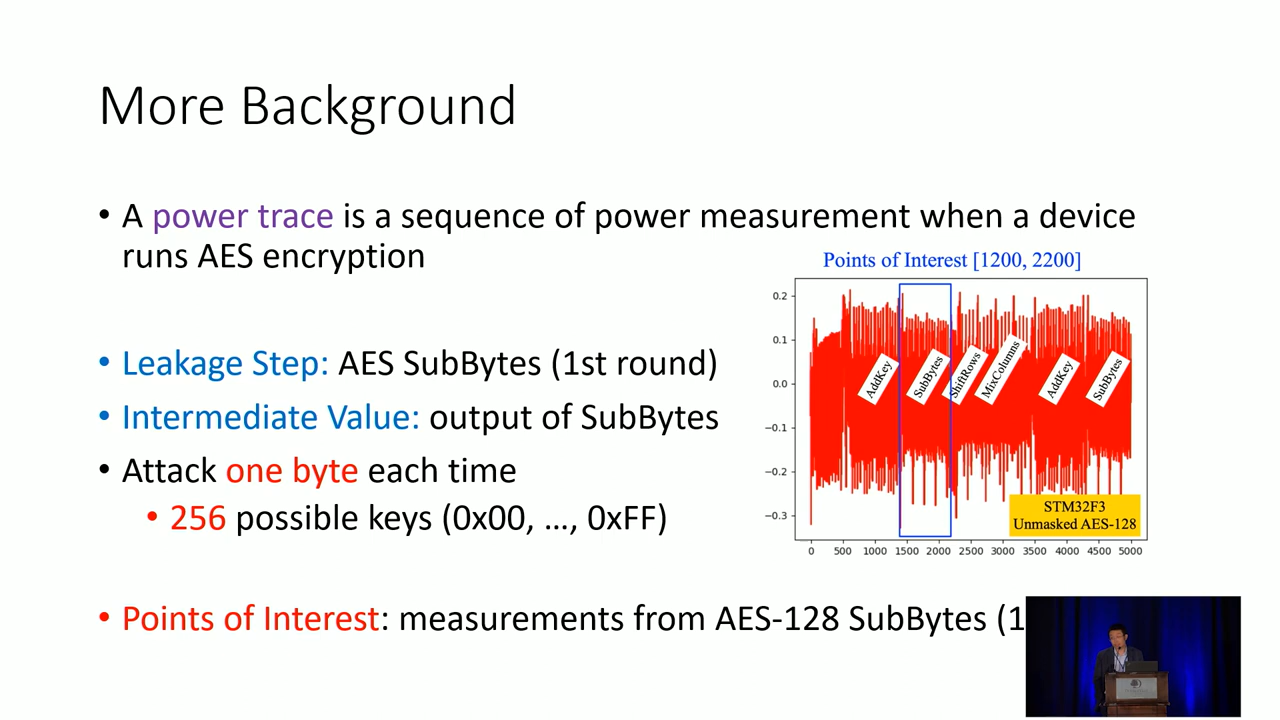 More Background
• A power trace is a sequence of power measurement when a device
runs AES encryption
Points of Interest [1200, 2200]
• Leakage Step: AES SubBytes (1st round)
• Intermediate Value: output of SubBytes
• Attack one byte each time
• 256 possible keys (0x00, …, 0xFF)
0.2
0.1
0.0
−0.1
−0.2
−0.3
AddKey
SubBytes
ShiftRows
MixColumns
AddKey
SubBytes
STM32F3
Unmasked AES-128
0 500 1000 1500 2000 2500 3000 3500 4000 4500 5000
• Points of Interest: measurements from AES-128 SubBytes (1